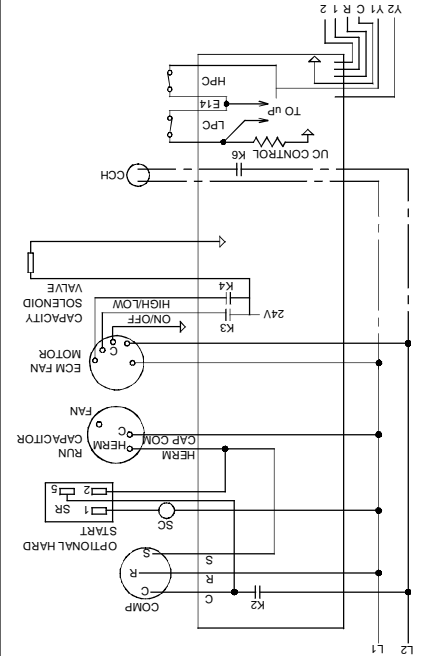 L2 L1
K2 C C COMP
R R
S S
OPTIONAL HARD
START
SC 1 SR
2 5
HERM
CAP COM
HERM
C
FAN
RUN
CAPACITOR
ECM FAN
MOTOR
C
ON/OFF
24V K3
HIGH/LOW
K4
CAPACITY
SOLENOID
VALVE
CCH
K6
UC CONTROL
LPC
TO uP
E14
HPC
Y2 Y1 C R 1 2